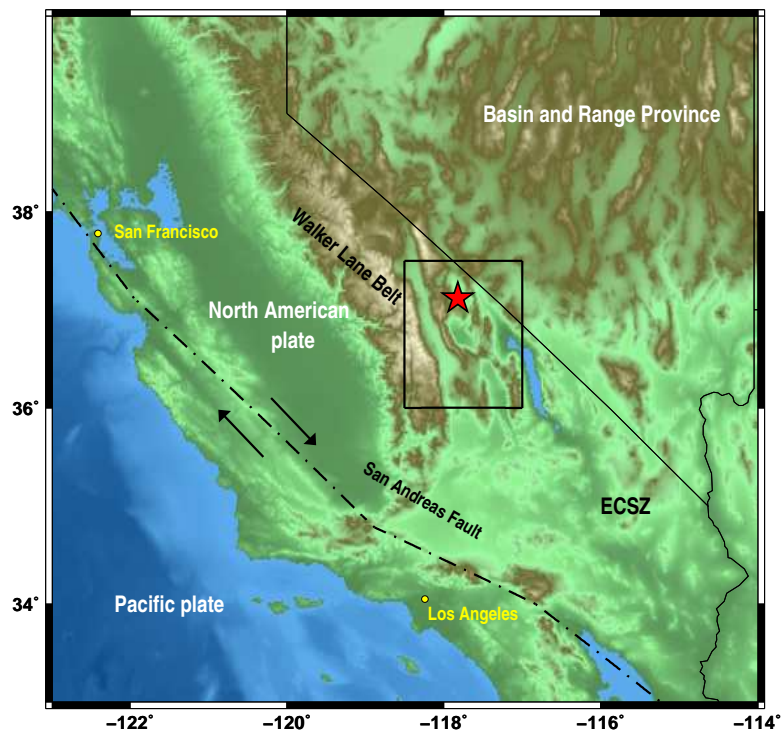 Basin and Range Province
38°
San Francisco
Walker Lane Belt
North American
plate
36°
San Andreas Fault
ECSZ
34°
Pacific plate
Los Angeles
−122° −120° −118° −116° −114°